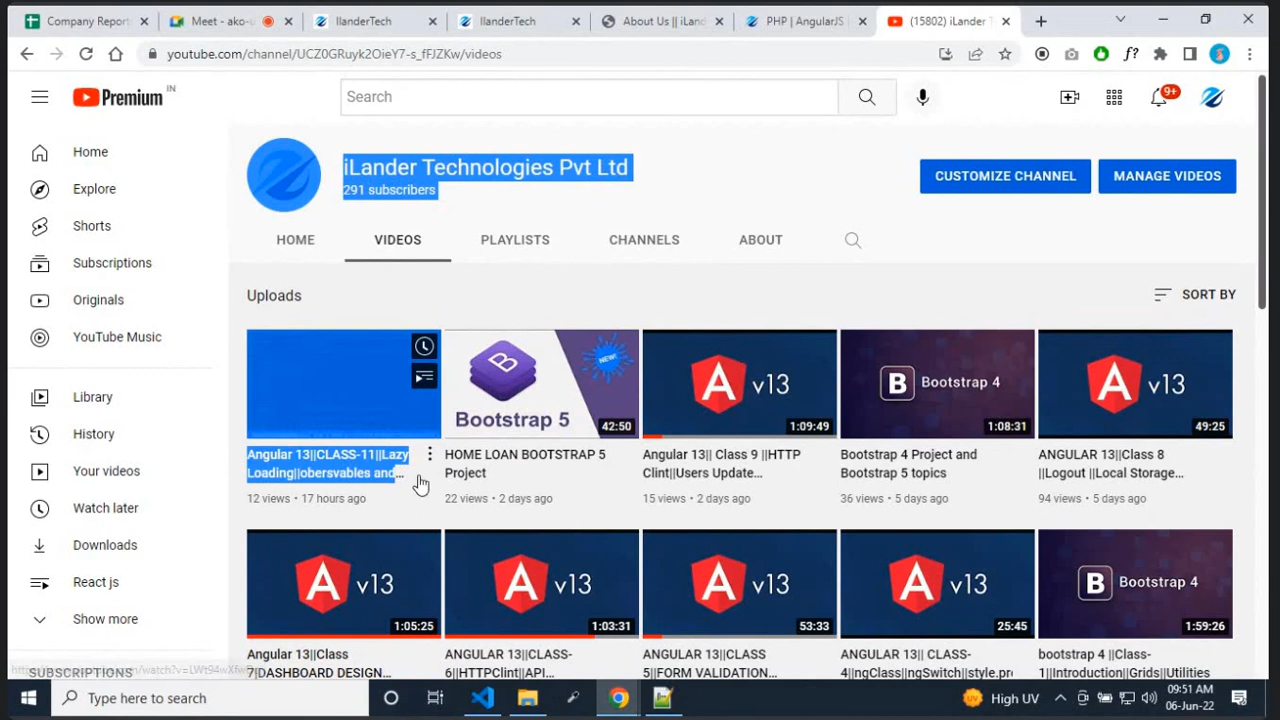 Company Report
Meet - ako-u
IlanderTech
IlanderTech
About Us || iLand
PHP | AngularJS
(15802) iLander T
youtube.com/channel/UCZ0GRuyk2OieY7-s_fFJZKw/videos
Premium IN
Search
9+
Home
Explore
Shorts
Subscriptions
Originals
YouTube Music
Library
History
Your videos
Watch later
Downloads
React js
Show more
SUBSCRIPTIONS
iLander Technologies Pvt Ltd
291 subscribers
CUSTOMIZE CHANNEL
MANAGE VIDEOS
HOME
VIDEOS
PLAYLISTS
CHANNELS
ABOUT
Uploads
SORT BY
Angular 13||CLASS-11||Lazy
Loading||obersvables and...
12 views • 17 hours ago
NEW!
Bootstrap 5
42:50
HOME LOAN BOOTSTRAP 5
Project
22 views • 2 days ago
v13
1:09:49
Angular 13|| Class 9 ||HTTP
Clint||Users Update...
15 views • 2 days ago
B Bootstrap 4
1:08:31
Bootstrap 4 Project and
Bootstrap 5 topics
36 views • 5 days ago
v13
49:25
ANGULAR 13||Class 8
||Logout ||Local Storage...
94 views • 5 days ago
v13
1:05:25
Angular 13||Class
7||DASHBOARD DESIGN...
v13
1:03:31
ANGULAR 13||CLASS-
6||HTTPClint||API...
v13
53:33
ANGULAR 13||CLASS
5||FORM VALIDATION...
v13
25:45
ANGULAR 13|| CLASS-
4||ngClass||ngSwitch||style.pr
B Bootstrap 4
1:59:26
bootstrap 4 ||Class-
1||Introduction||Grids||Utilities
Type here to search
High UV
09:51 AM
06-Jun-22